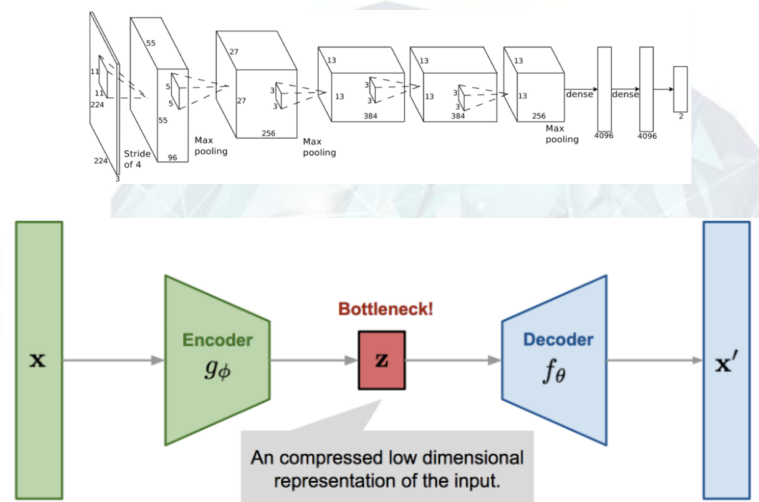 55
27
13
13
13
11
5
3
3
3
11
5
27
3
13
3
13
3
13
224
55
384
384
256
dense
dense
256
Max
pooling
4096
4096
2
224
Stride
of 4
96
Max
pooling
Max
pooling
3
Bottleneck!
Encoder
Decoder
x
gϕ
z
fθ
x′
An compressed low dimensional
representation of the input.